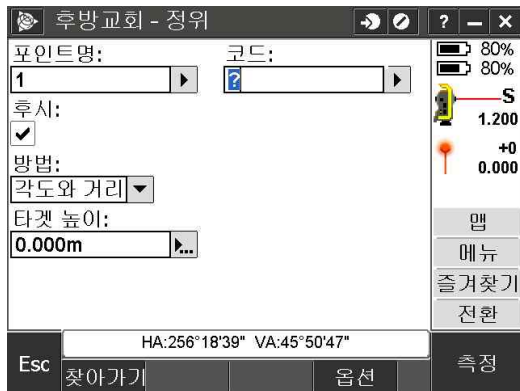 후방교회 - 정위
? – ×
포인트명: 코드:
1 ?
후시:
방법:
각도와 거리
타겟 높이:
0.000m
80%
80%
S
1.200
+0
0.000
맵
메뉴
즐겨찾기
전환
HA:256°18'39" VA:45°50'47"
Esc 찾아가기 옵션 측정